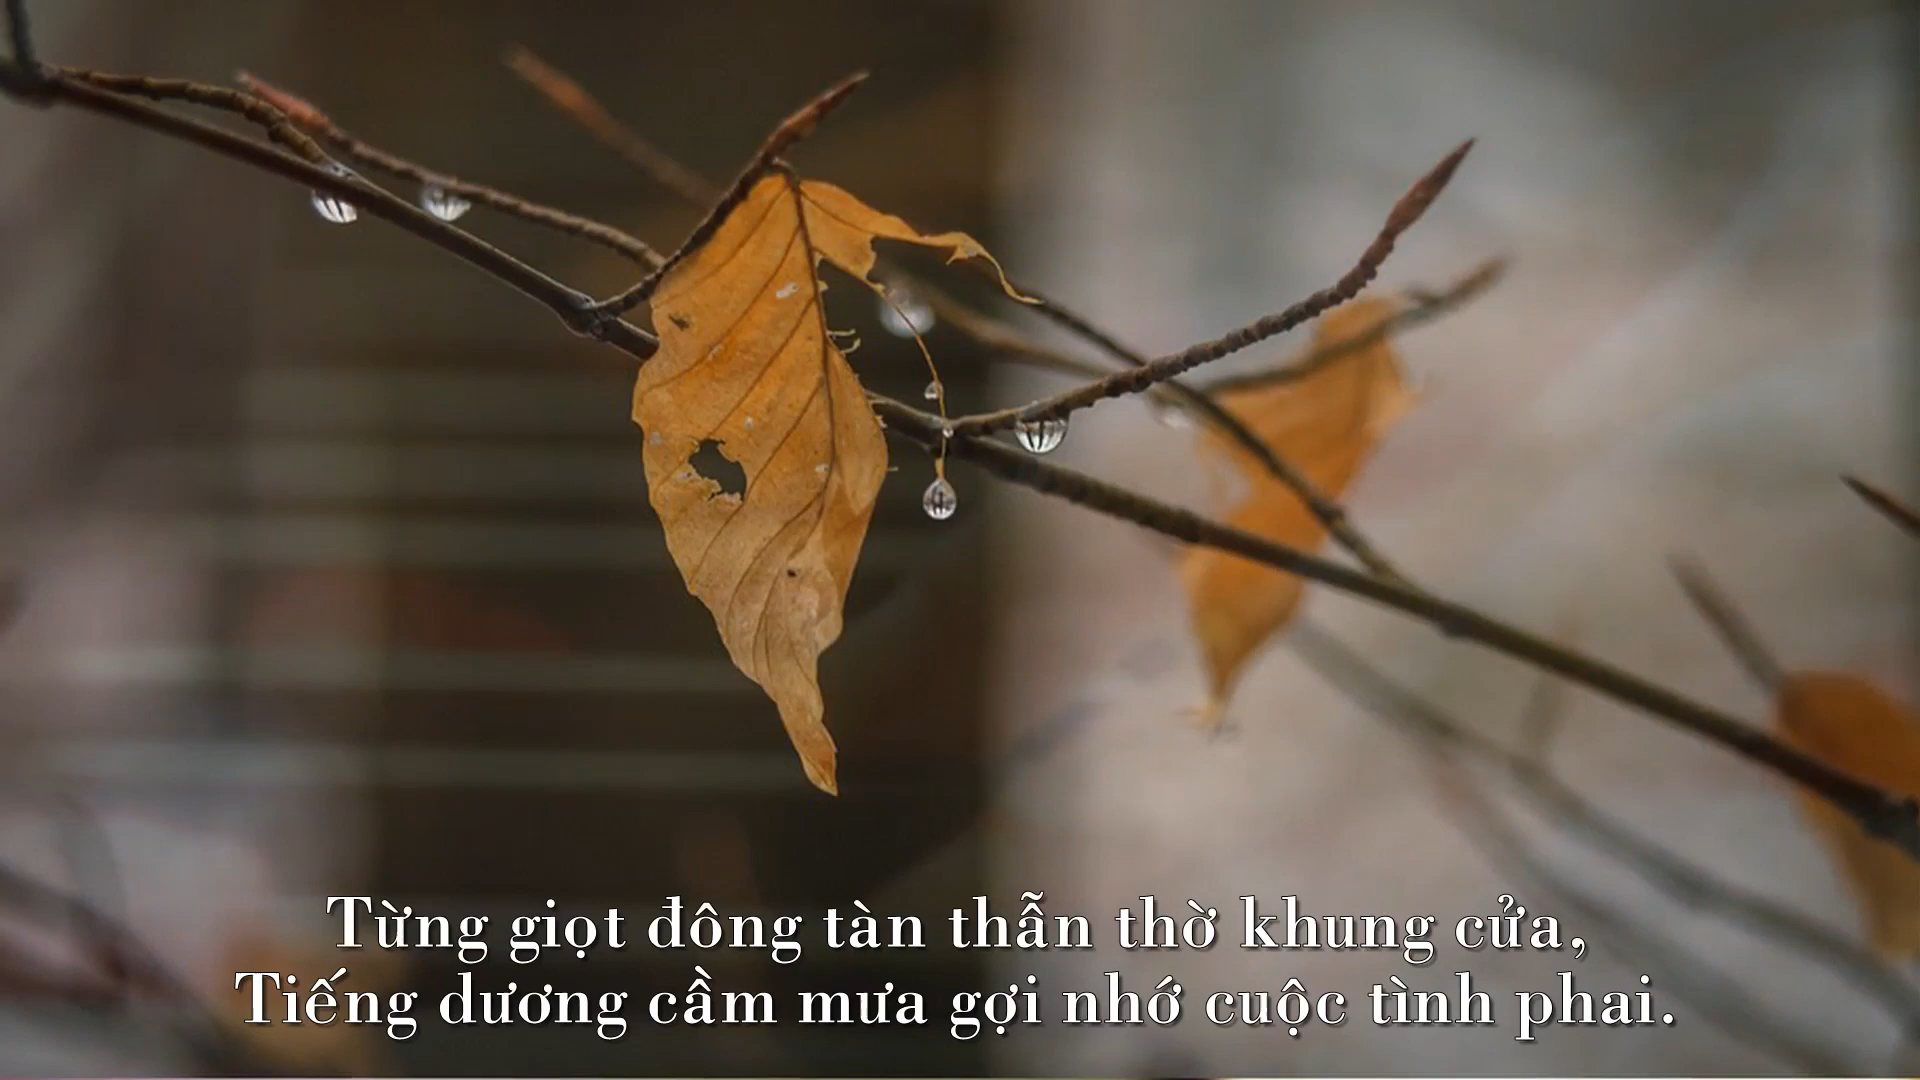 Từng giọt đông tàn thẫn thờ khung cửa,
Tiếng dương cầm mưa gợi nhớ cuộc tình phai.